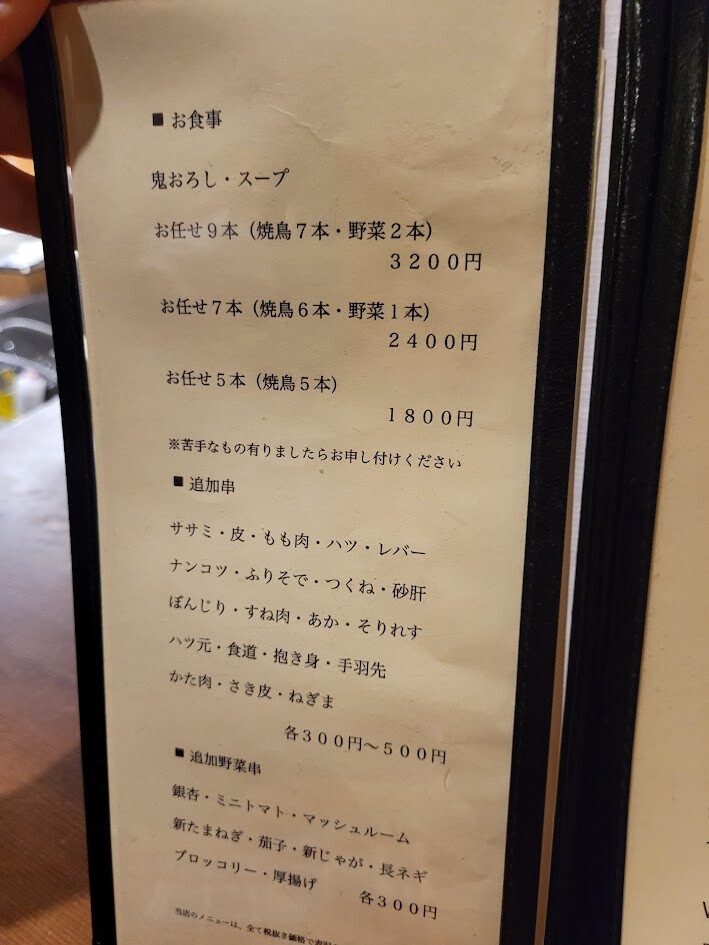 ■ お食事
鬼おろし・スープ
お任せ９本（焼鳥７本・野菜２本）
３２００円
お任せ７本（焼鳥６本・野菜１本）
２４００円
お任せ５本（焼鳥５本）
１８００円
※苦手なもの有りましたらお申し付けください
■ 追加串
ササミ・皮・もも肉・ハツ・レバー
ナンコツ・ふりそで・つくね・砂肝
ぼんじり・すね肉・あか・そりれす
ハツ元・食道・抱き身・手羽先
かた肉・さき皮・ねぎま
各３００円〜５００円
■ 追加野菜串
銀杏・ミニトマト・マッシュルーム
新たまねぎ・茄子・新じゃが・長ネギ
ブロッコリー・厚揚げ 各３００円
当店のメニューは、全て税抜き価格で